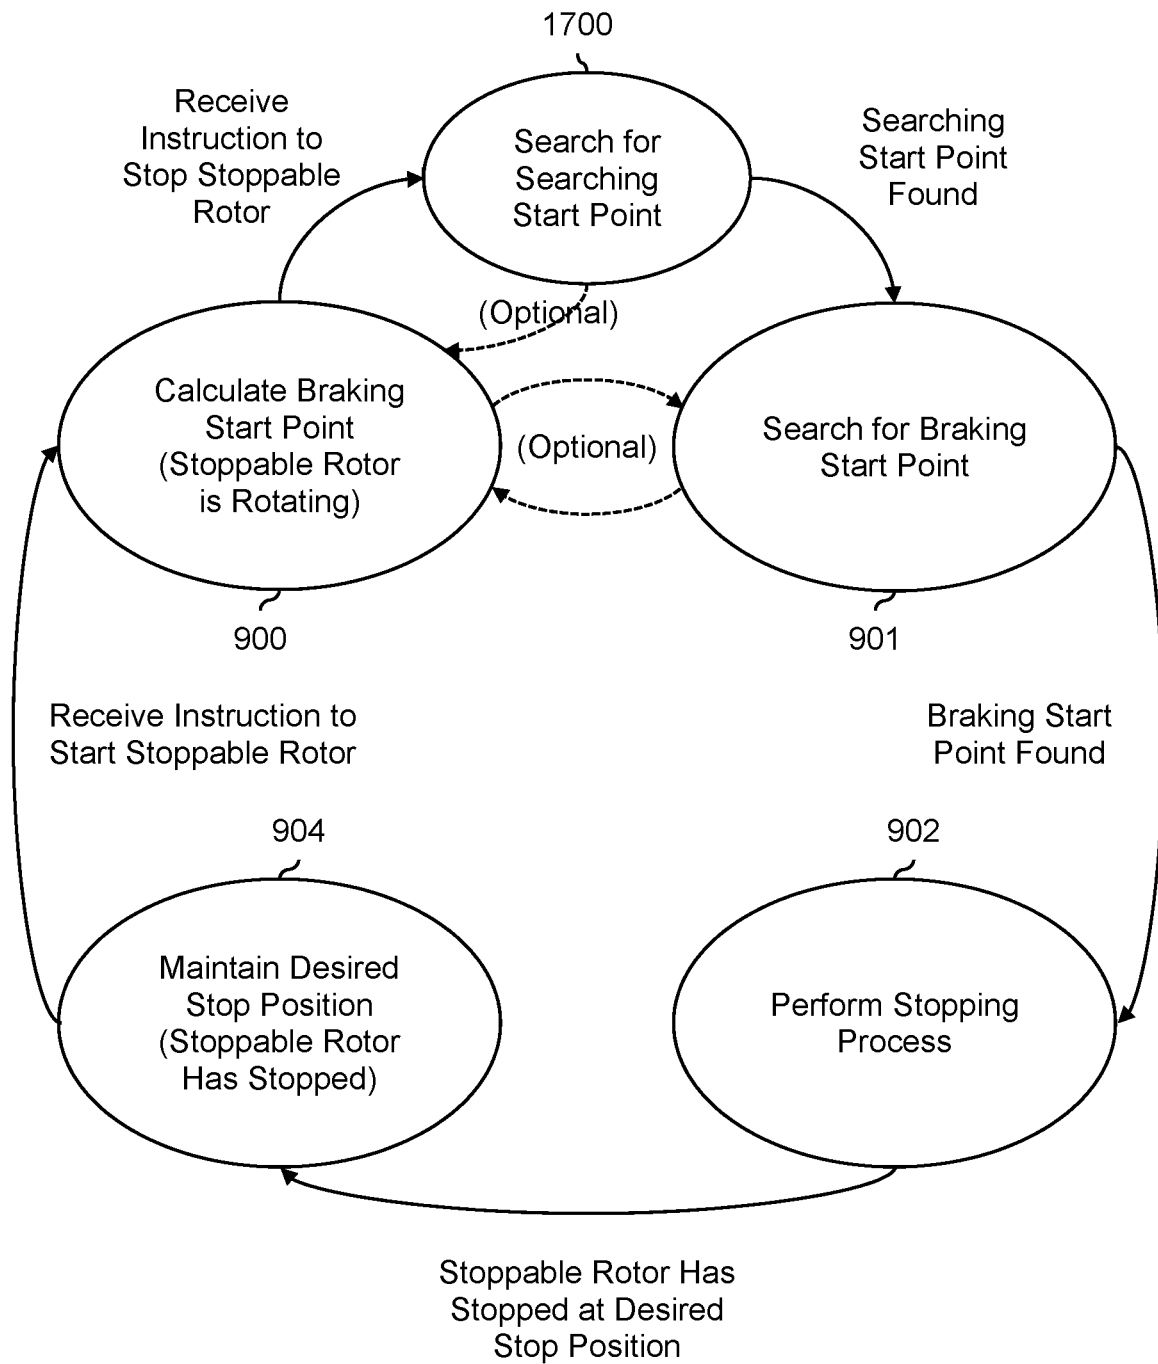 1700
Receive
Instruction to
Stop Stoppable
Rotor
Search for
Searching
Start Point
Searching
Start Point
Found
(Optional)
Calculate Braking
Start Point
(Stoppable Rotor
is Rotating)
(Optional)
Search for Braking
Start Point
900
901
Receive Instruction to
Start Stoppable Rotor
Braking Start
Point Found
904
902
Maintain Desired
Stop Position
(Stoppable Rotor
Has Stopped)
Perform Stopping
Process
Stoppable Rotor Has
Stopped at Desired
Stop Position